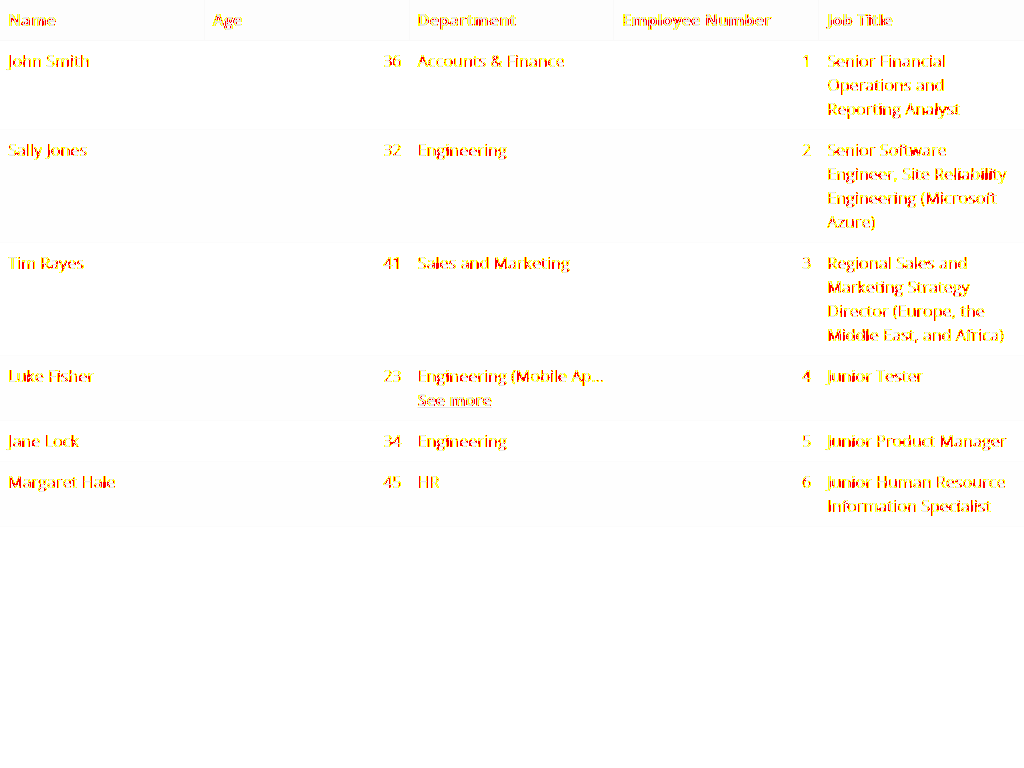 Name Age Department Employee Number Job Title
John Smith 36 Accounts & Finance 1 Senior Financial
Operations and
Reporting Analyst
Sally Jones 32 Engineering 2 Senior Software
Engineer, Site Reliability
Engineering (Microsoft
Azure)
Tim Rayes 41 Sales and Marketing 3 Regional Sales and
Marketing Strategy
Director (Europe, the
Middle East, and Africa)
Luke Fisher 23 Engineering (Mobile Ap... 4 Junior Tester
See more
Jane Lock 34 Engineering 5 Junior Product Manager
Margaret Hale 45 HR 6 Junior Human Resource
Information Specialist